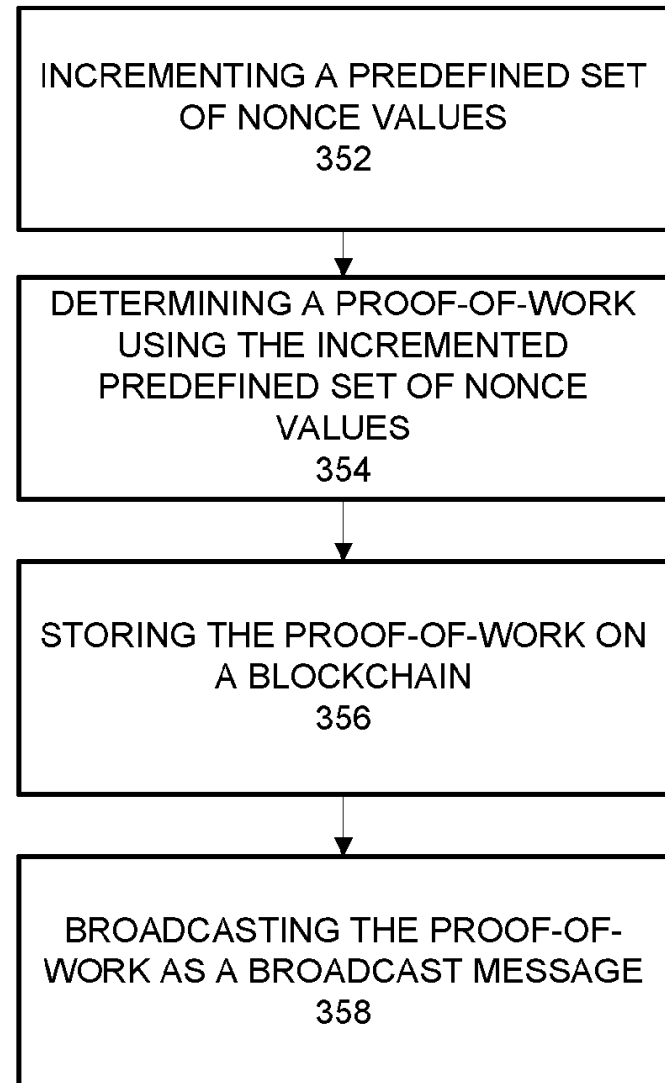 INCREMENTING A PREDEFINED SET
OF NONCE VALUES
352
DETERMINING A PROOF-OF-WORK
USING THE INCREMENTED
PREDEFINED SET OF NONCE
VALUES
354
STORING THE PROOF-OF-WORK ON
A BLOCKCHAIN
356
BROADCASTING THE PROOF-OF-
WORK AS A BROADCAST MESSAGE
358